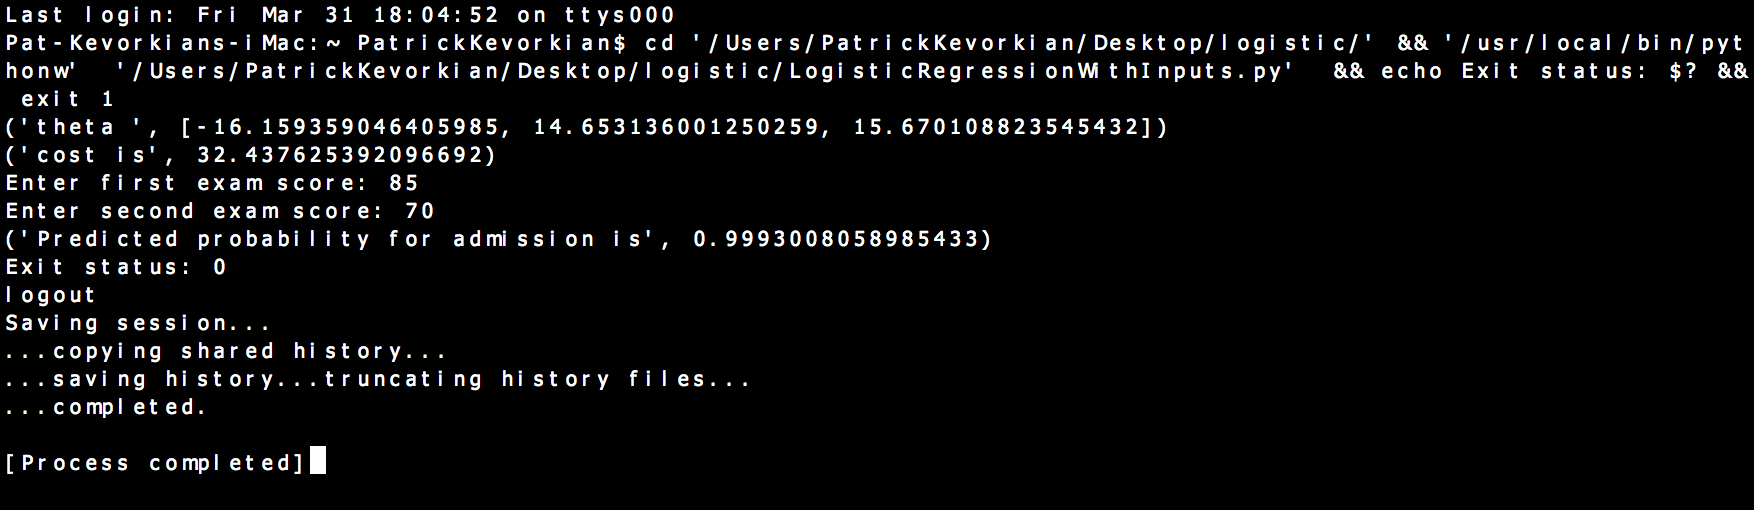 Last login: Fri Mar 31 18:04:52 on ttys000
Pat-Kevorkians-iMac:~ PatrickKevorkian$ cd '/Users/PatrickKevorkian/Desktop/logistic/' && '/usr/local/bin/pyt
honw'  '/Users/PatrickKevorkian/Desktop/logistic/LogisticRegressionWithInputs.py'  && echo Exit status: $? &&
 exit 1
('theta ', [-16.159359046405985, 14.653136001250259, 15.670108823545432])
('cost is', 32.437625392096692)
Enter first exam score: 85
Enter second exam score: 70
('Predicted probability for admission is', 0.9993008058985433)
Exit status: 0
logout
Saving session...
...copying shared history...
...saving history...truncating history files...
...completed.
[Process completed]